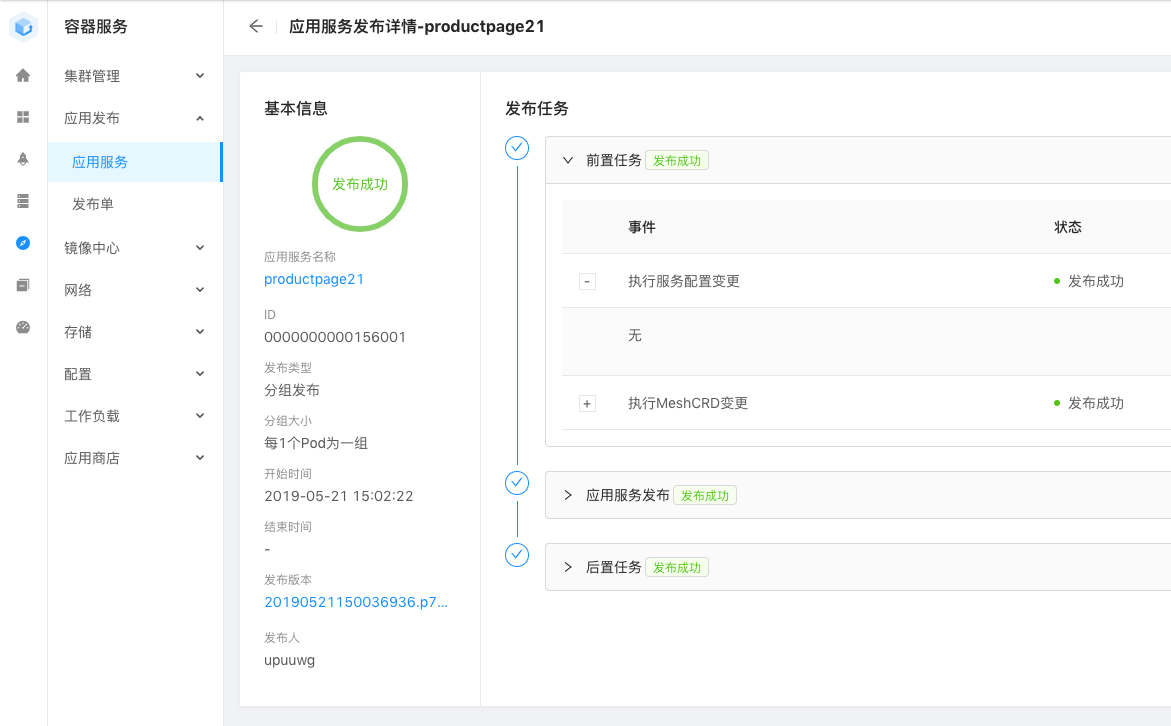 容器服务
集群管理
应用发布
应用服务
发布单
镜像中心
网络
存储
配置
工作负载
应用商店
应用服务发布详情-productpage21
基本信息
发布成功
应用服务名称
productpage21
ID
0000000000156001
发布类型
分组发布
分组大小
每1个Pod为一组
开始时间
2019-05-21 15:02:22
结束时间
-
发布版本
20190521150036936.p7...
发布人
upuuwg
发布任务
前置任务 发布成功
事件 状态
- 执行服务配置变更 发布成功
无
+ 执行MeshCRD变更 发布成功
应用服务发布 发布成功
后置任务 发布成功